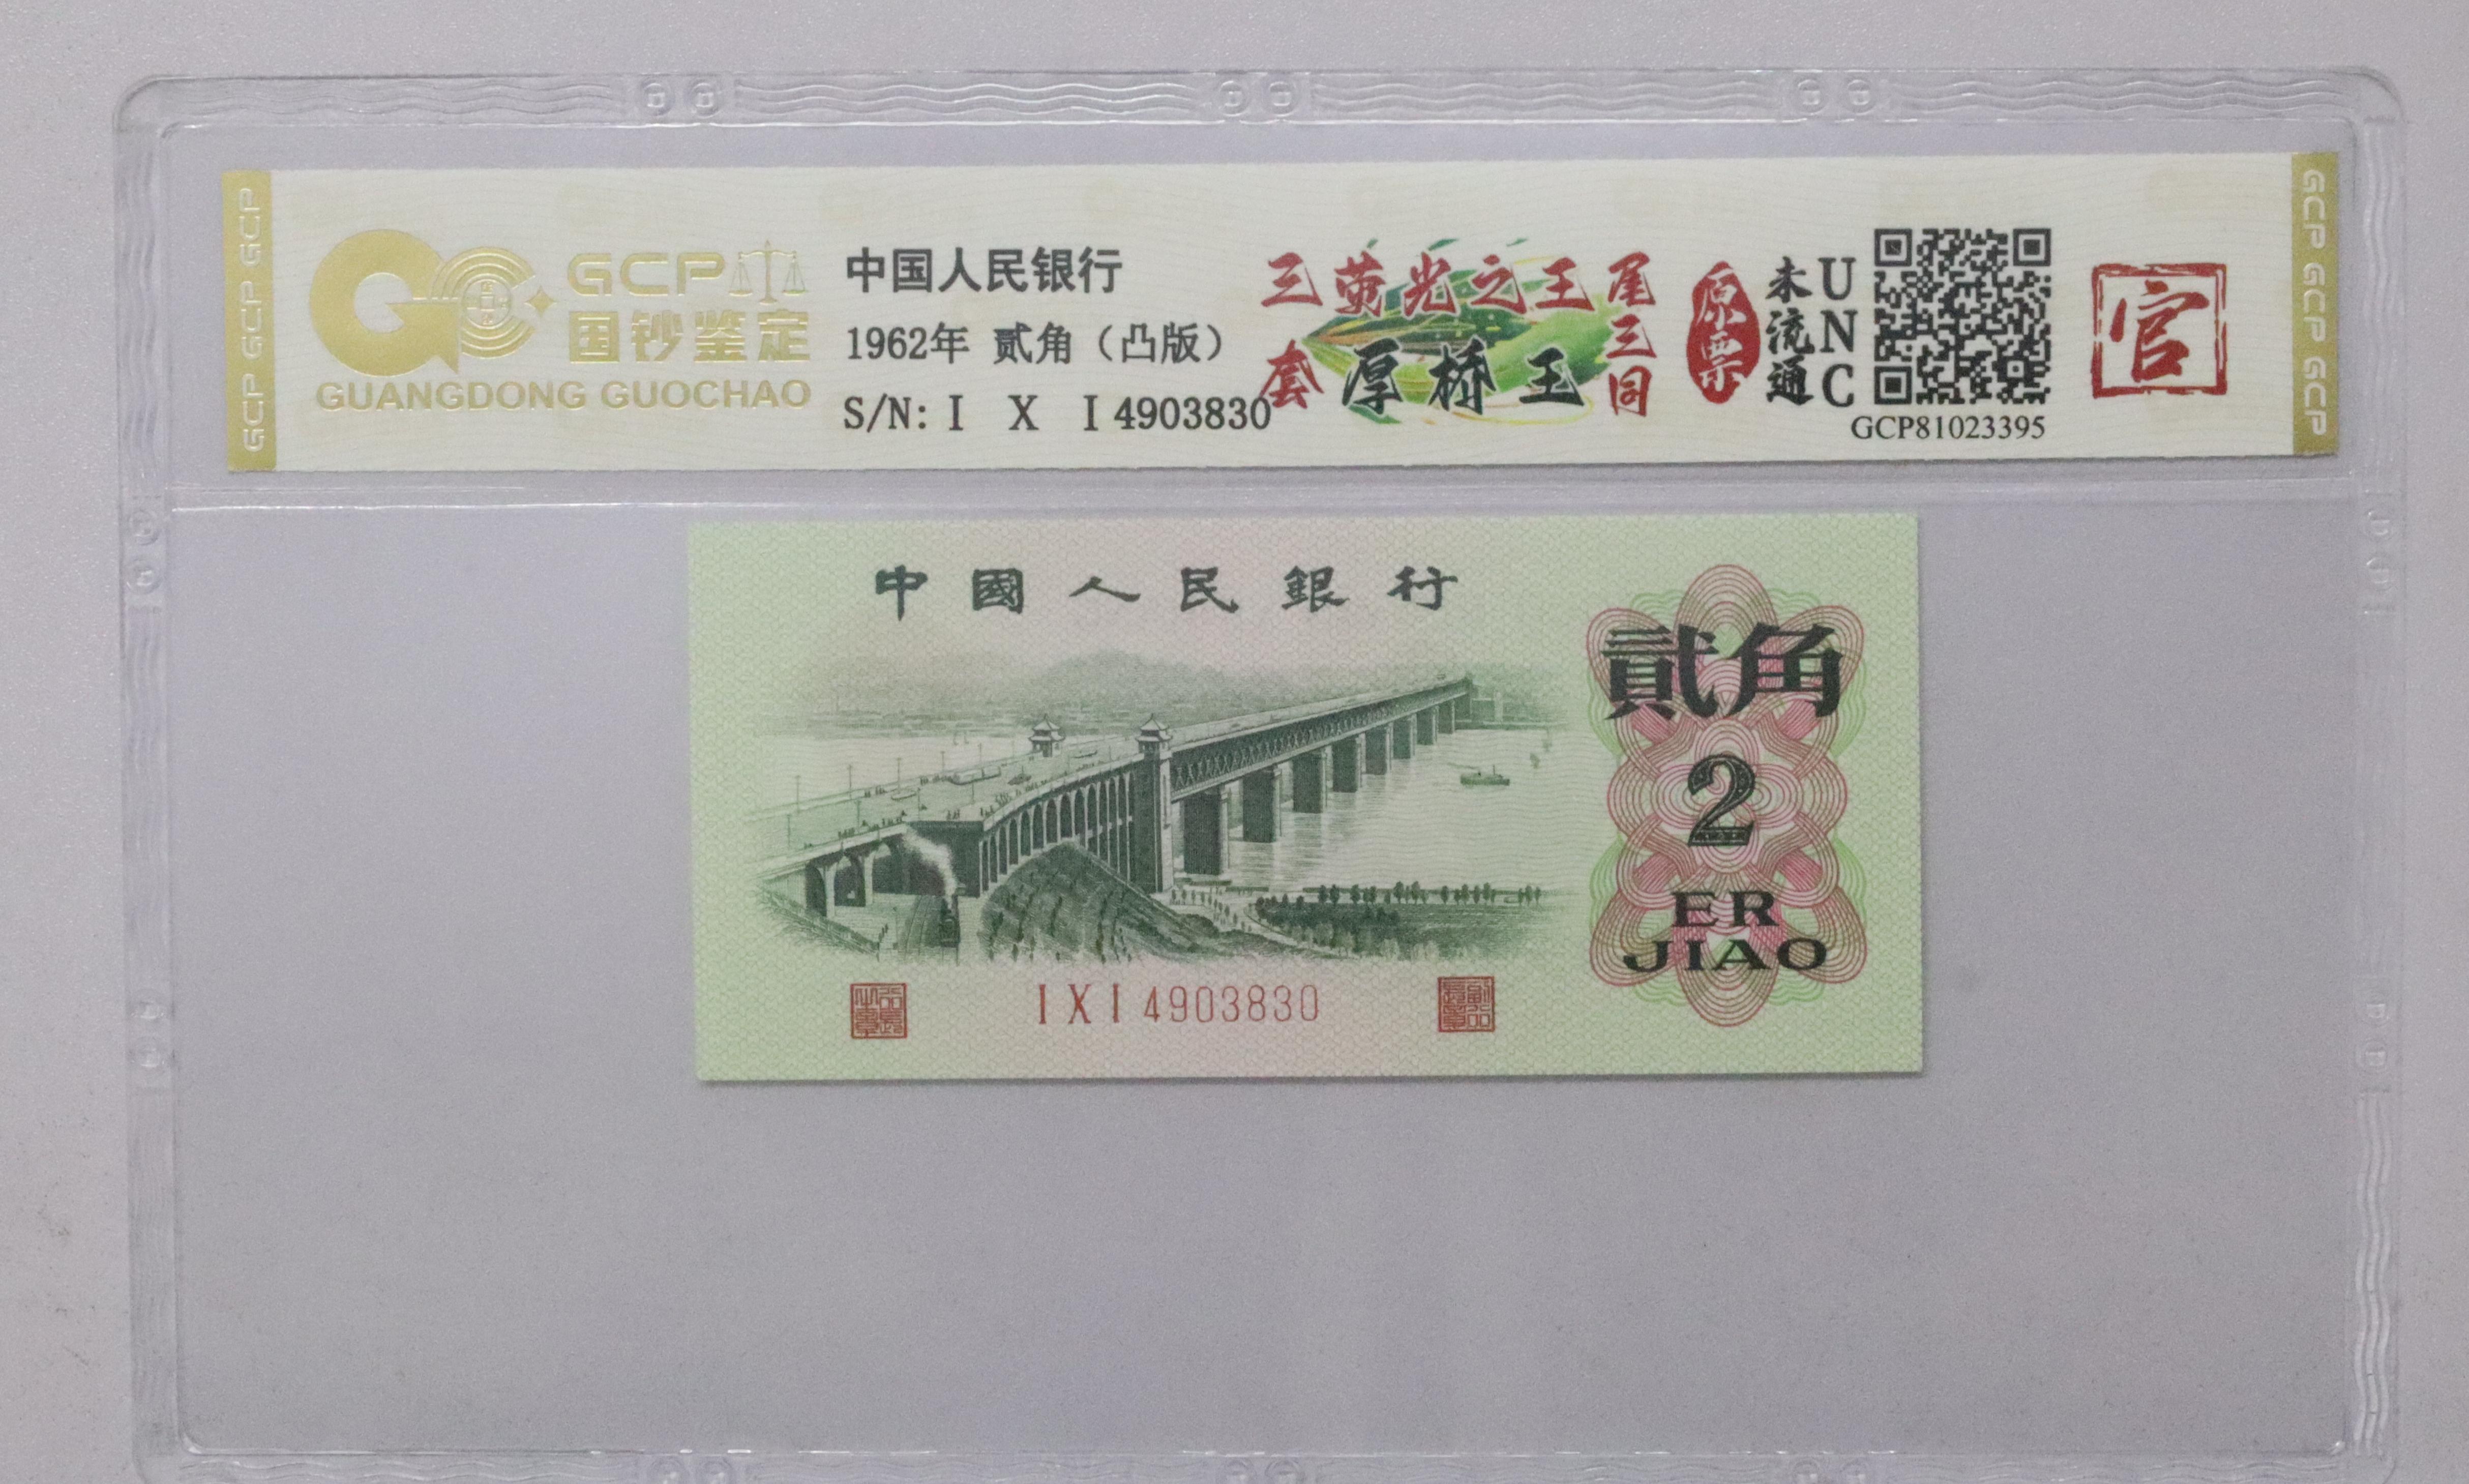 GCP GCP GCP
GCP国钞鉴定
GUANGDONG GUOCHAO
中国人民银行
1962年 贰角（凸版）
S/N: I X I 4903830
三套
荧光之王
厚桥王
尾三同
原票
未流通
UNC
GCP81023395
官
GCP GCP GCP
中國人民銀行
貳角
2
ER
JIAO
I X I 4903830